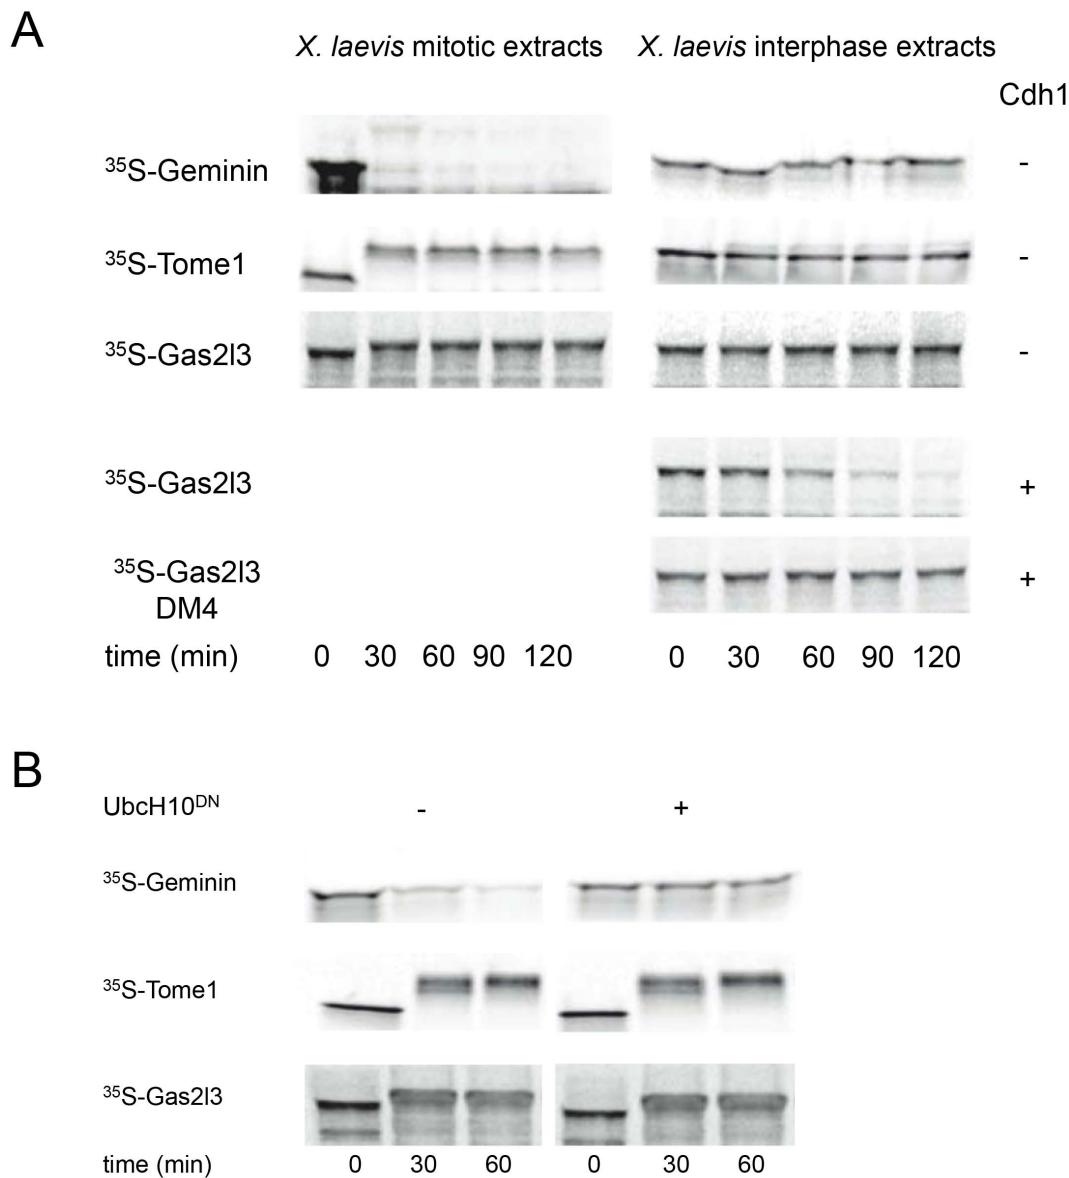 A
X. laevis mitotic extracts X. laevis interphase extracts
Cdh1
35S-Geminin -
35S-Tome1 -
35S-Gas2l3 -
35S-Gas2l3 +
35S-Gas2l3 +
DM4
time (min) 0 30 60 90 120 0 30 60 90 120
B
UbcH10DN - +
35S-Geminin
35S-Tome1
35S-Gas2l3
time (min) 0 30 60 0 30 60